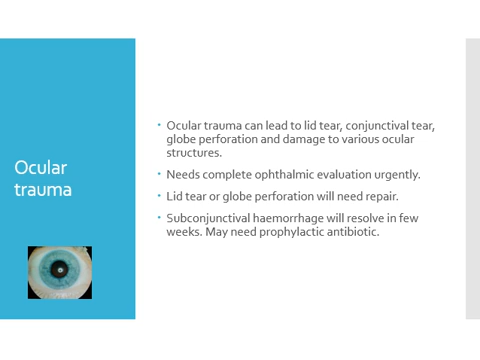 Ocular
trauma
• Ocular trauma can lead to lid tear, conjunctival tear,
globe perforation and damage to various ocular
structures.
• Needs complete ophthalmic evaluation urgently.
• Lid tear or globe perforation will need repair.
• Subconjunctival haemorrhage will resolve in few
weeks. May need prophylactic antibiotic.